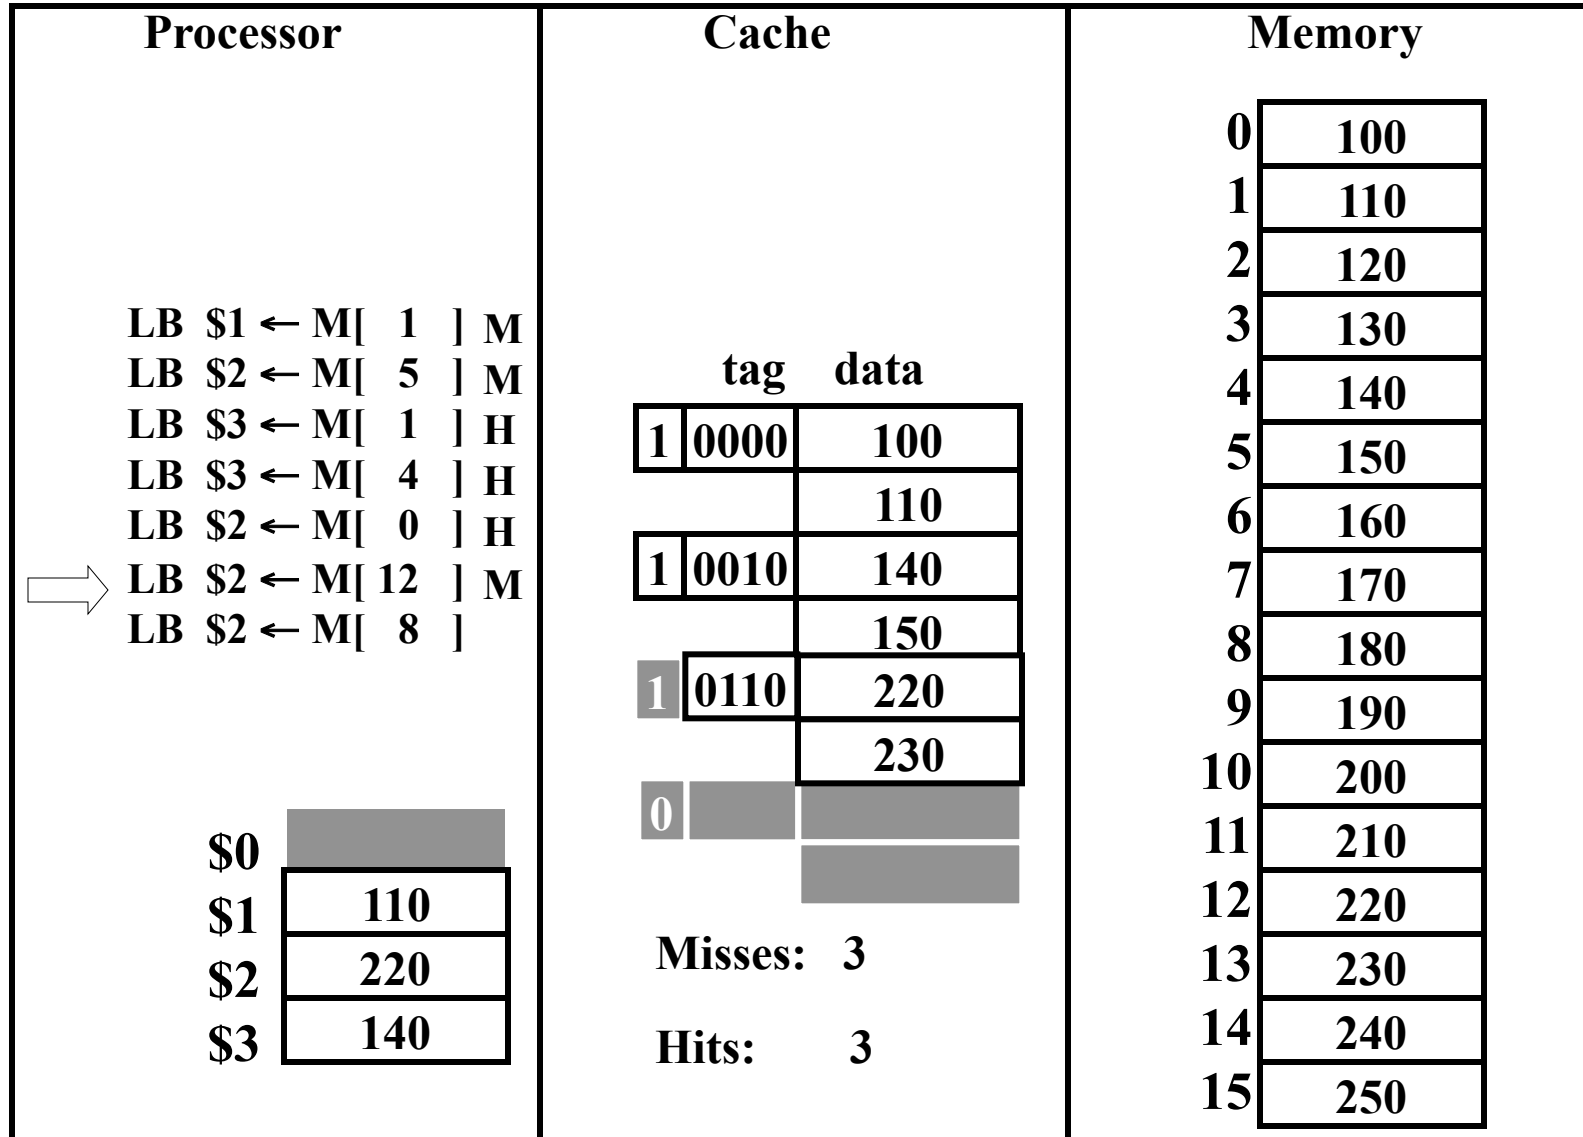 Processor
LB $1 ← M[ 1 ] M
LB $2 ← M[ 5 ] M
LB $3 ← M[ 1 ] H
LB $3 ← M[ 4 ] H
LB $2 ← M[ 0 ] H
LB $2 ← M[ 12 ] M
LB $2 ← M[ 8 ]
$0
$1 110
$2 220
$3 140
Cache
tag data
1 0000 100
110
1 0010 140
150
1 0110 220
230
0
Misses: 3
Hits: 3
Memory
0 100
1 110
2 120
3 130
4 140
5 150
6 160
7 170
8 180
9 190
10 200
11 210
12 220
13 230
14 240
15 250